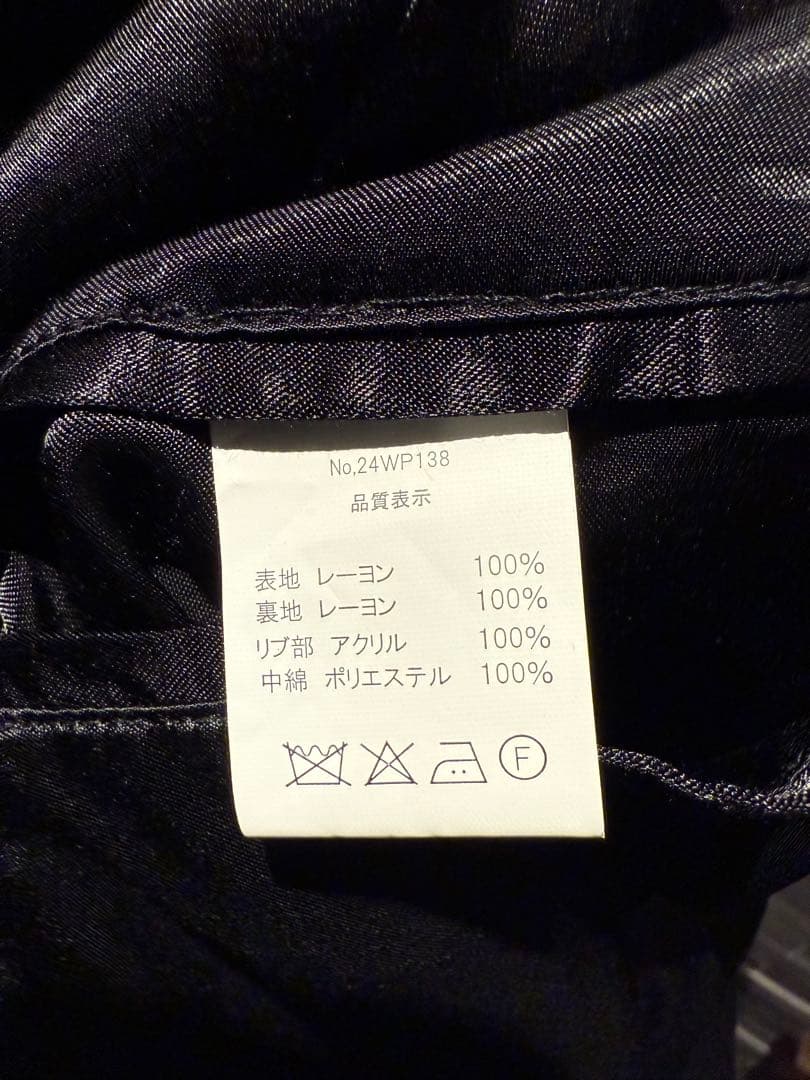 No,24WP138
品質表示
表地 レーヨン 100%
裏地 レーヨン 100%
リブ部 アクリル 100%
中綿 ポリエステル 100%
F